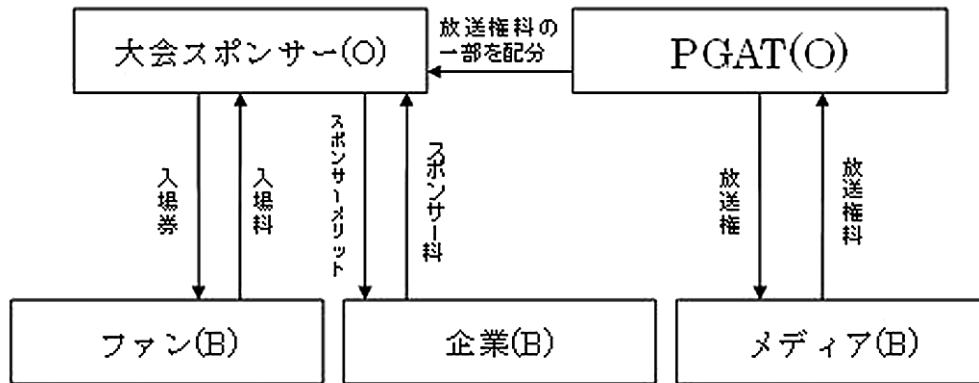 大会スポンサー(O)
放送権料の
一部を配分
PGAT(O)
入場券
入場料
スポンサーメリット
スポンサー料
放送権
放送権料
ファン(B)
企業(B)
メディア(B)